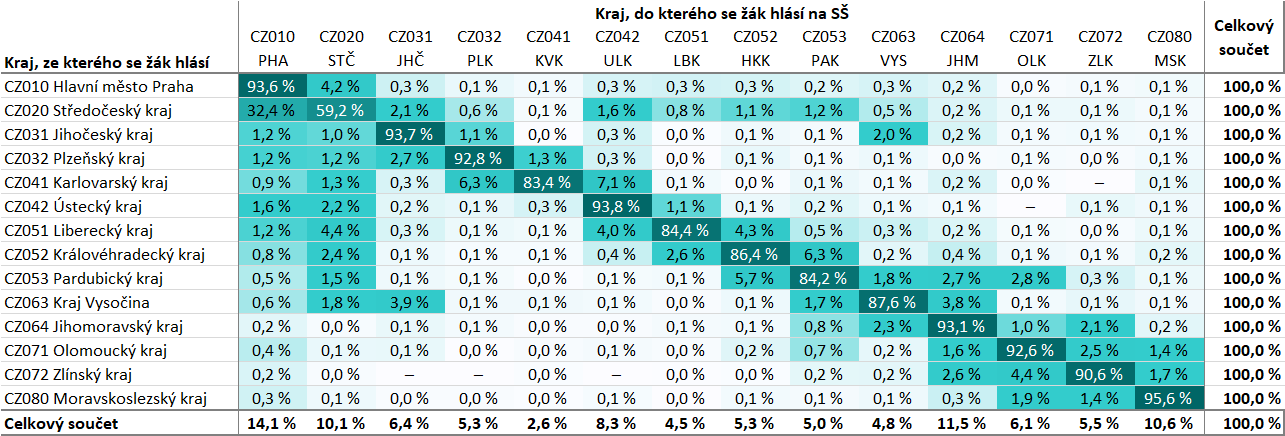 Kraj, do kterého se žák hlásí na SŠ
Kraj, ze kterého se žák hlásí CZ010 PHA CZ020 STČ CZ031 JHČ CZ032 PLK CZ041 KVK CZ042 ULK CZ051 LBK CZ052 HKK CZ053 PAK CZ063 VYS CZ064 JHM CZ071 OLK CZ072 ZLK CZ080 MSK Celkový součet
CZ010 Hlavní město Praha 93,6 % 4,2 % 0,3 % 0,1 % 0,1 % 0,3 % 0,3 % 0,3 % 0,2 % 0,3 % 0,2 % 0,0 % 0,1 % 0,1 % 100,0 %
CZ020 Středočeský kraj 32,4 % 59,2 % 2,1 % 0,6 % 0,1 % 1,6 % 0,8 % 1,1 % 1,2 % 0,5 % 0,2 % 0,1 % 0,1 % 0,1 % 100,0 %
CZ031 Jihočeský kraj 1,2 % 1,0 % 93,7 % 1,1 % 0,0 % 0,3 % 0,0 % 0,1 % 0,1 % 2,0 % 0,2 % 0,1 % 0,0 % 0,1 % 100,0 %
CZ032 Plzeňský kraj 1,2 % 1,2 % 2,7 % 92,8 % 1,3 % 0,3 % 0,0 % 0,1 % 0,0 % 0,1 % 0,1 % 0,1 % 0,0 % 0,1 % 100,0 %
CZ041 Karlovarský kraj 0,9 % 1,3 % 0,3 % 6,3 % 83,4 % 7,1 % 0,1 % 0,0 % 0,1 % 0,1 % 0,2 % 0,0 % – 0,1 % 100,0 %
CZ042 Ústecký kraj 1,6 % 2,2 % 0,2 % 0,1 % 0,3 % 93,8 % 1,1 % 0,1 % 0,2 % 0,1 % 0,1 % – 0,1 % 0,1 % 100,0 %
CZ051 Liberecký kraj 1,2 % 4,4 % 0,3 % 0,1 % 0,0 % 4,0 % 84,4 % 4,3 % 0,5 % 0,3 % 0,2 % 0,1 % 0,0 % 0,1 % 100,0 %
CZ052 Královéhradecký kraj 0,8 % 2,4 % 0,1 % 0,1 % 0,0 % 0,4 % 2,6 % 86,4 % 6,3 % 0,2 % 0,4 % 0,1 % 0,1 % 0,2 % 100,0 %
CZ053 Pardubický kraj 0,5 % 1,5 % 0,1 % 0,1 % 0,0 % 0,1 % 0,1 % 5,7 % 84,2 % 1,8 % 2,7 % 2,8 % 0,3 % 0,1 % 100,0 %
CZ063 Kraj Vysočina 0,6 % 1,8 % 3,9 % 0,1 % 0,1 % 0,1 % 0,0 % 0,2 % 1,7 % 87,6 % 3,8 % 0,1 % 0,1 % 0,1 % 100,0 %
CZ064 Jihomoravský kraj 0,2 % 0,0 % 0,1 % 0,1 % 0,0 % 0,0 % 0,1 % 0,1 % 0,8 % 2,3 % 93,1 % 1,0 % 2,1 % 0,2 % 100,0 %
CZ071 Olomoucký kraj 0,4 % 0,1 % 0,1 % 0,0 % 0,0 % 0,0 % 0,0 % 0,2 % 0,7 % 0,2 % 1,6 % 92,6 % 2,5 % 1,4 % 100,0 %
CZ072 Zlínský kraj 0,2 % 0,0 % – – 0,0 % – 0,0 % 0,0 % 0,2 % 0,2 % 2,6 % 4,4 % 90,6 % 1,7 % 100,0 %
CZ080 Moravskoslezský kraj 0,3 % 0,1 % 0,0 % 0,0 % 0,0 % 0,0 % 0,0 % 0,1 % 0,1 % 0,1 % 0,3 % 1,9 % 1,4 % 95,6 % 100,0 %
Celkový součet 14,1 % 10,1 % 6,4 % 5,3 % 2,6 % 8,3 % 4,5 % 5,3 % 5,0 % 4,8 % 11,5 % 6,1 % 5,5 % 10,6 % 100,0 %